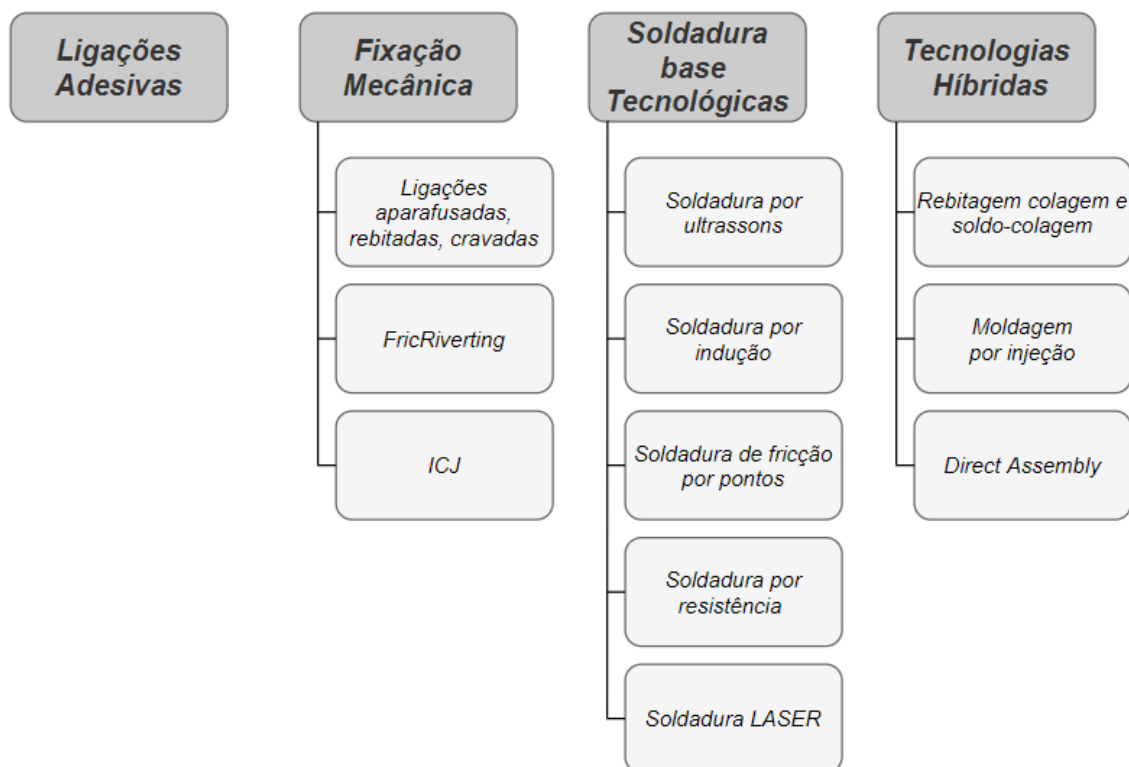 Ligações
Adesivas
Fixação
Mecânica
Ligações
aparafusadas,
rebitadas, cravadas
FricRiverting
ICJ
Soldadura
base
Tecnológicas
Soldadura por
ultrassons
Soldadura por
indução
Soldadura de fricção
por pontos
Soldadura por
resistência
Soldadura LASER
Tecnologias
Híbridas
Rebitagem colagem e
soldo-colagem
Moldagem
por injeção
Direct Assembly